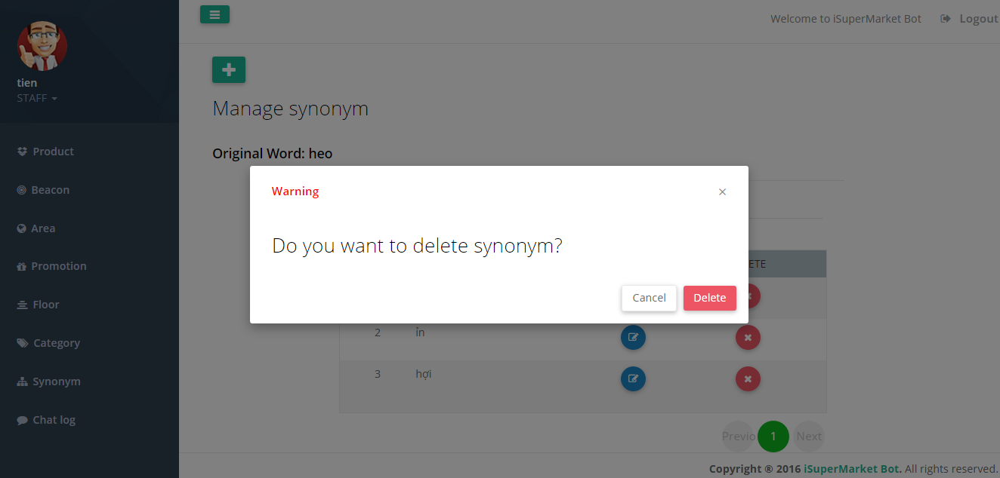 Welcome to iSuperMarket Bot Logout
tien
STAFF
Product
Beacon
Area
Promotion
Floor
Category
Synonym
Chat log
Manage synonym
Original Word: heo
Warning
×
Do you want to delete synonym?
Cancel Delete
ETE
2 ỉn
3 hợi
Previo 1 Next
Copyright © 2016 iSuperMarket Bot. All rights reserved.